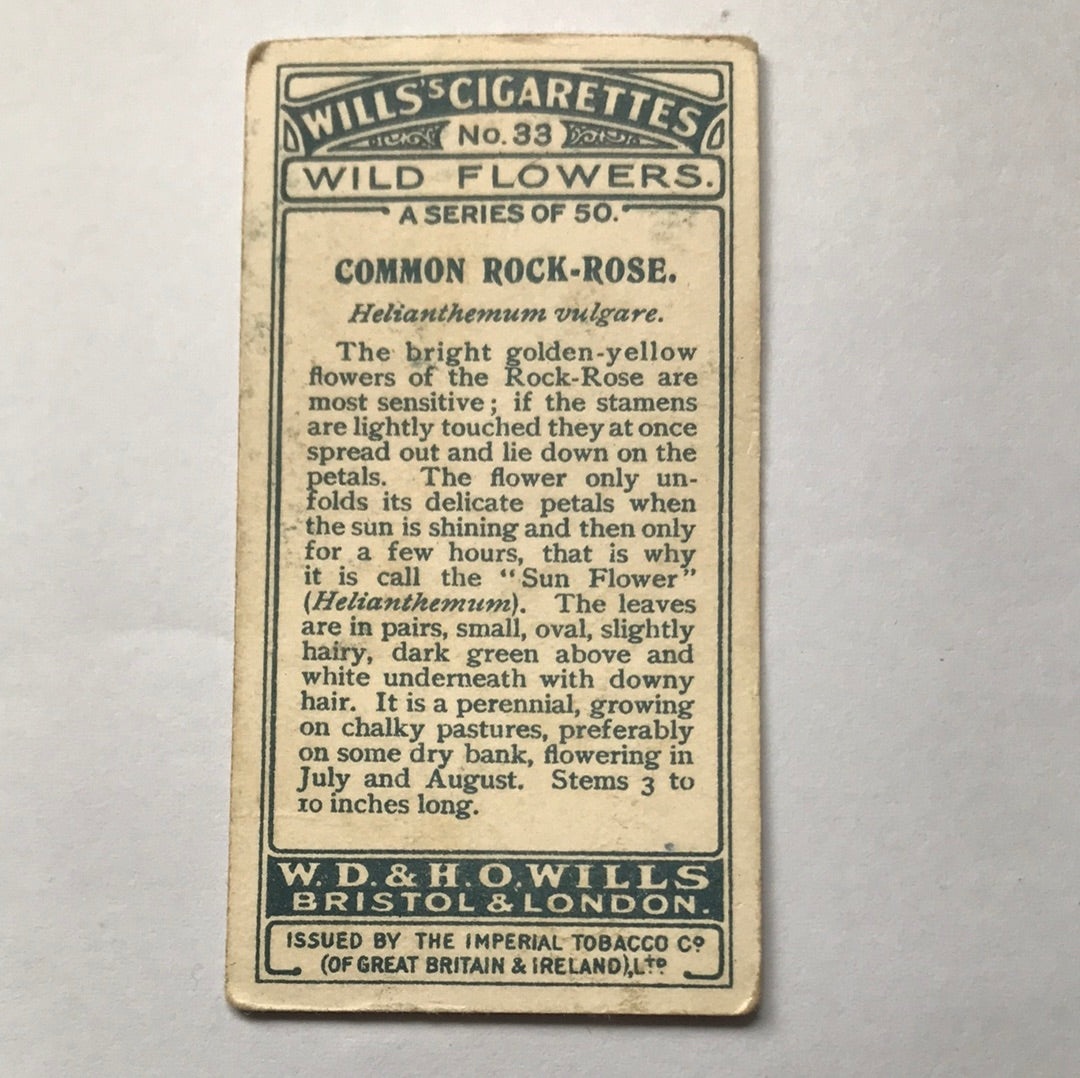 WILLS'S CIGARETTES
No. 33
WILD FLOWERS.
A SERIES OF 50.
COMMON ROCK-ROSE.
Helianthemum vulgare.
The bright golden-yellow
flowers of the Rock-Rose are
most sensitive; if the stamens
are lightly touched they at once
spread out and lie down on the
petals. The flower only un-
folds its delicate petals when
the sun is shining and then only
for a few hours, that is why
it is call the “Sun Flower”
(Helianthemum). The leaves
are in pairs, small, oval, slightly
hairy, dark green above and
white underneath with downy
hair. It is a perennial, growing
on chalky pastures, preferably
on some dry bank, flowering in
July and August. Stems 3 to
10 inches long.
W. D. & H. O. WILLS
BRISTOL & LONDON.
ISSUED BY THE IMPERIAL TOBACCO Co
(OF GREAT BRITAIN & IRELAND), LTD